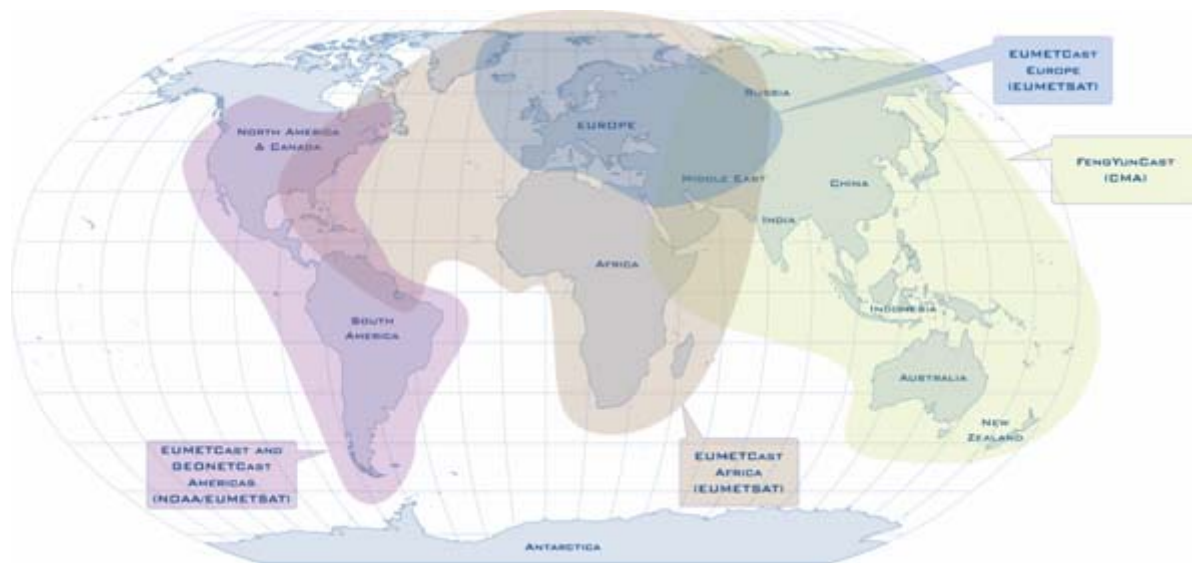 EUMETCast
Europe
(EUMETSAT)
Russia
North America
& Canada
Europe
FengYunCast
(CMA)
Middle East
China
India
Africa
Indonesia
South
America
Australia
New
Zealand
EUMETCast and
GEONETCast
Americas
(NOAA/EUMETSAT)
EUMETCast
Africa
(EUMETSAT)
Antarctica